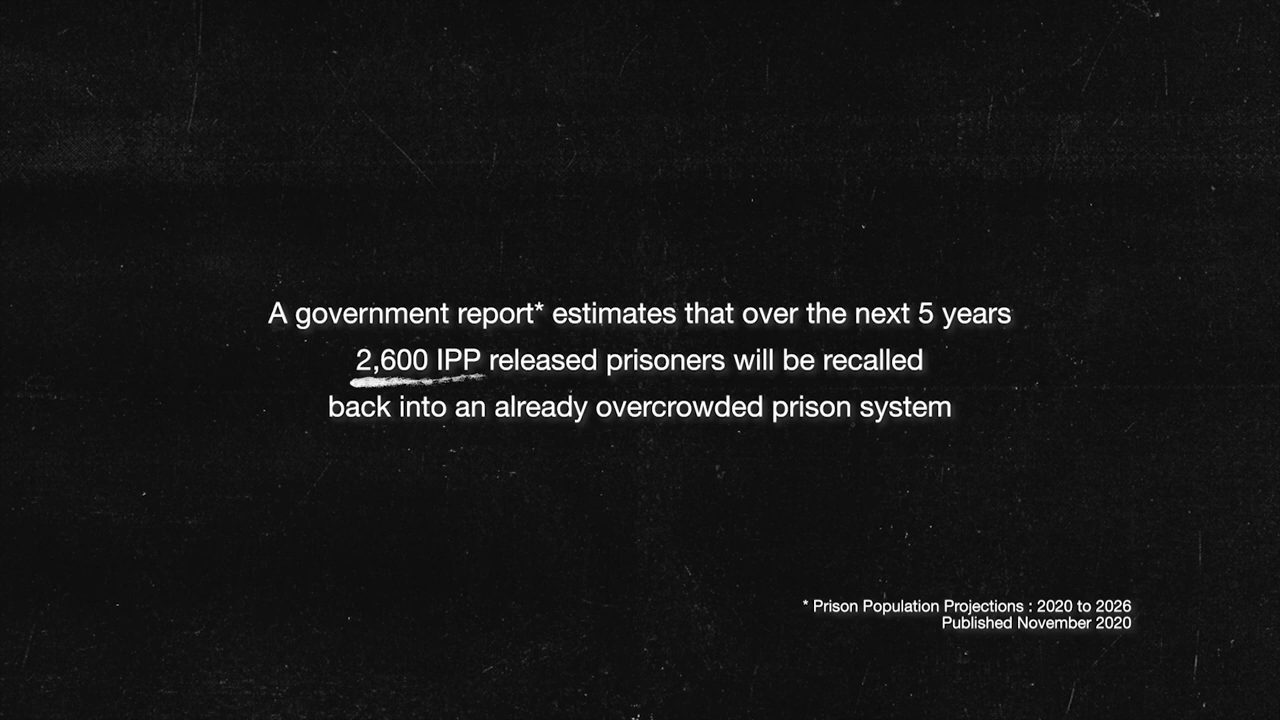 A government report* estimates that over the next 5 years
2,600 IPP released prisoners will be recalled
back into an already overcrowded prison system
* Prison Population Projections : 2020 to 2026
Published November 2020